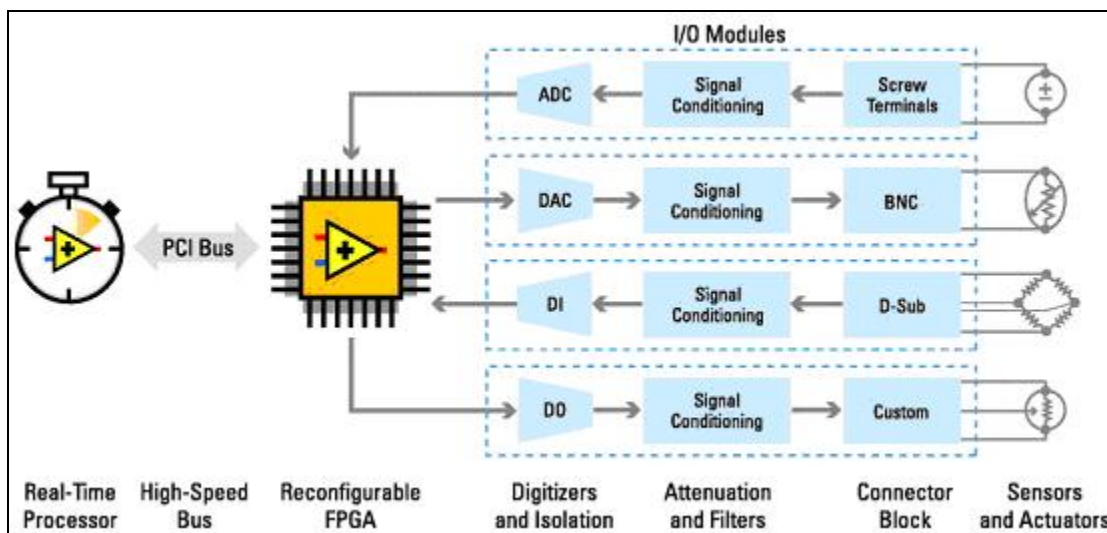 I/O Modules
ADC
Signal
Conditioning
Screw
Terminals
DAC
Signal
Conditioning
BNC
PCI Bus
DI
Signal
Conditioning
D-Sub
DO
Signal
Conditioning
Custom
Real-Time
Processor
High-Speed
Bus
Reconfigurable
FPGA
Digitizers
and Isolation
Attenuation
and Filters
Connector
Block
Sensors
and Actuators